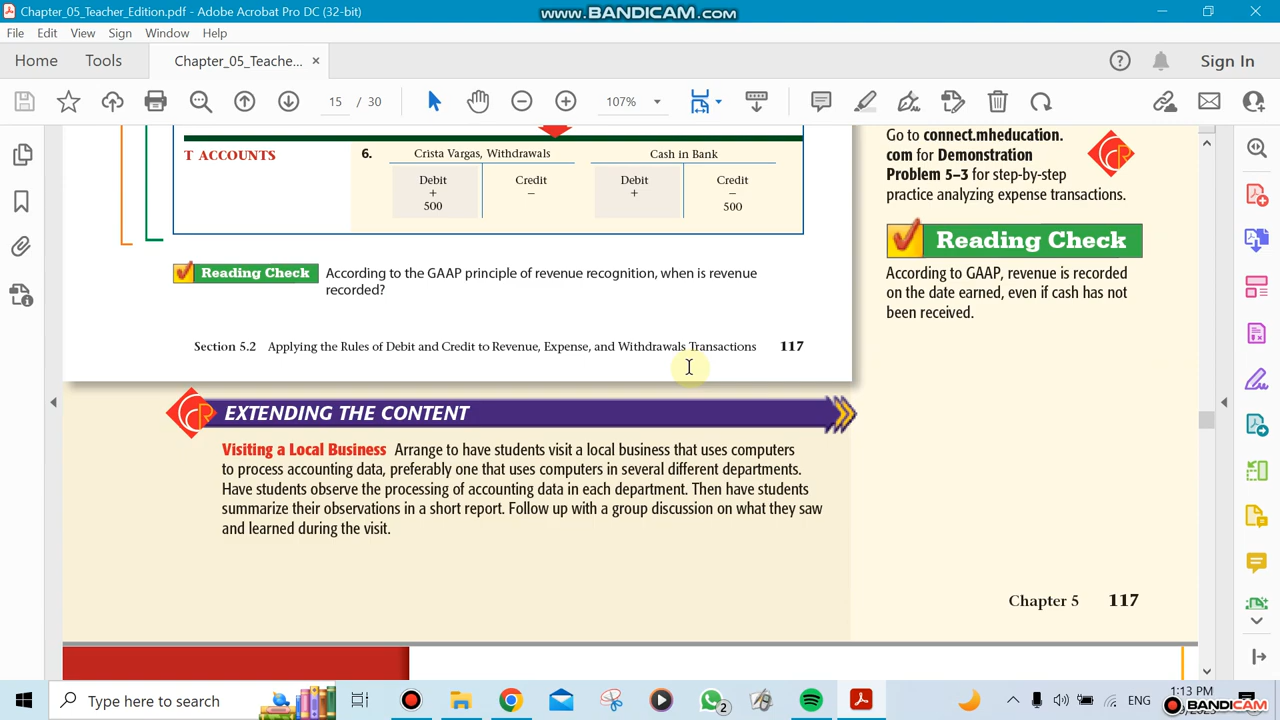 Chapter_05_Teacher_Edition.pdf - Adobe Acrobat Pro DC (32-bit)
www.BANDICAM.com
File Edit View Sign Window Help
Home Tools Chapter_05_Teache... × Sign In
15 / 30 107%
T ACCOUNTS
6.
Crista Vargas, Withdrawals Cash in Bank
Debit Credit Debit Credit
+ – + –
500 500
Reading Check According to the GAAP principle of revenue recognition, when is revenue
recorded?
Section 5.2 Applying the Rules of Debit and Credit to Revenue, Expense, and Withdrawals Transactions 117
Go to connect.mheducation.
com for Demonstration
Problem 5–3 for step-by-step
practice analyzing expense transactions.
CR
Reading Check
According to GAAP, revenue is recorded
on the date earned, even if cash has not
been received.
CR
EXTENDING THE CONTENT
Visiting a Local Business Arrange to have students visit a local business that uses computers
to process accounting data, preferably one that uses computers in several different departments.
Have students observe the processing of accounting data in each department. Then have students
summarize their observations in a short report. Follow up with a group discussion on what they saw
and learned during the visit.
Chapter 5 117
Type here to search
2
ENG
1:13 PM
BANDICAM